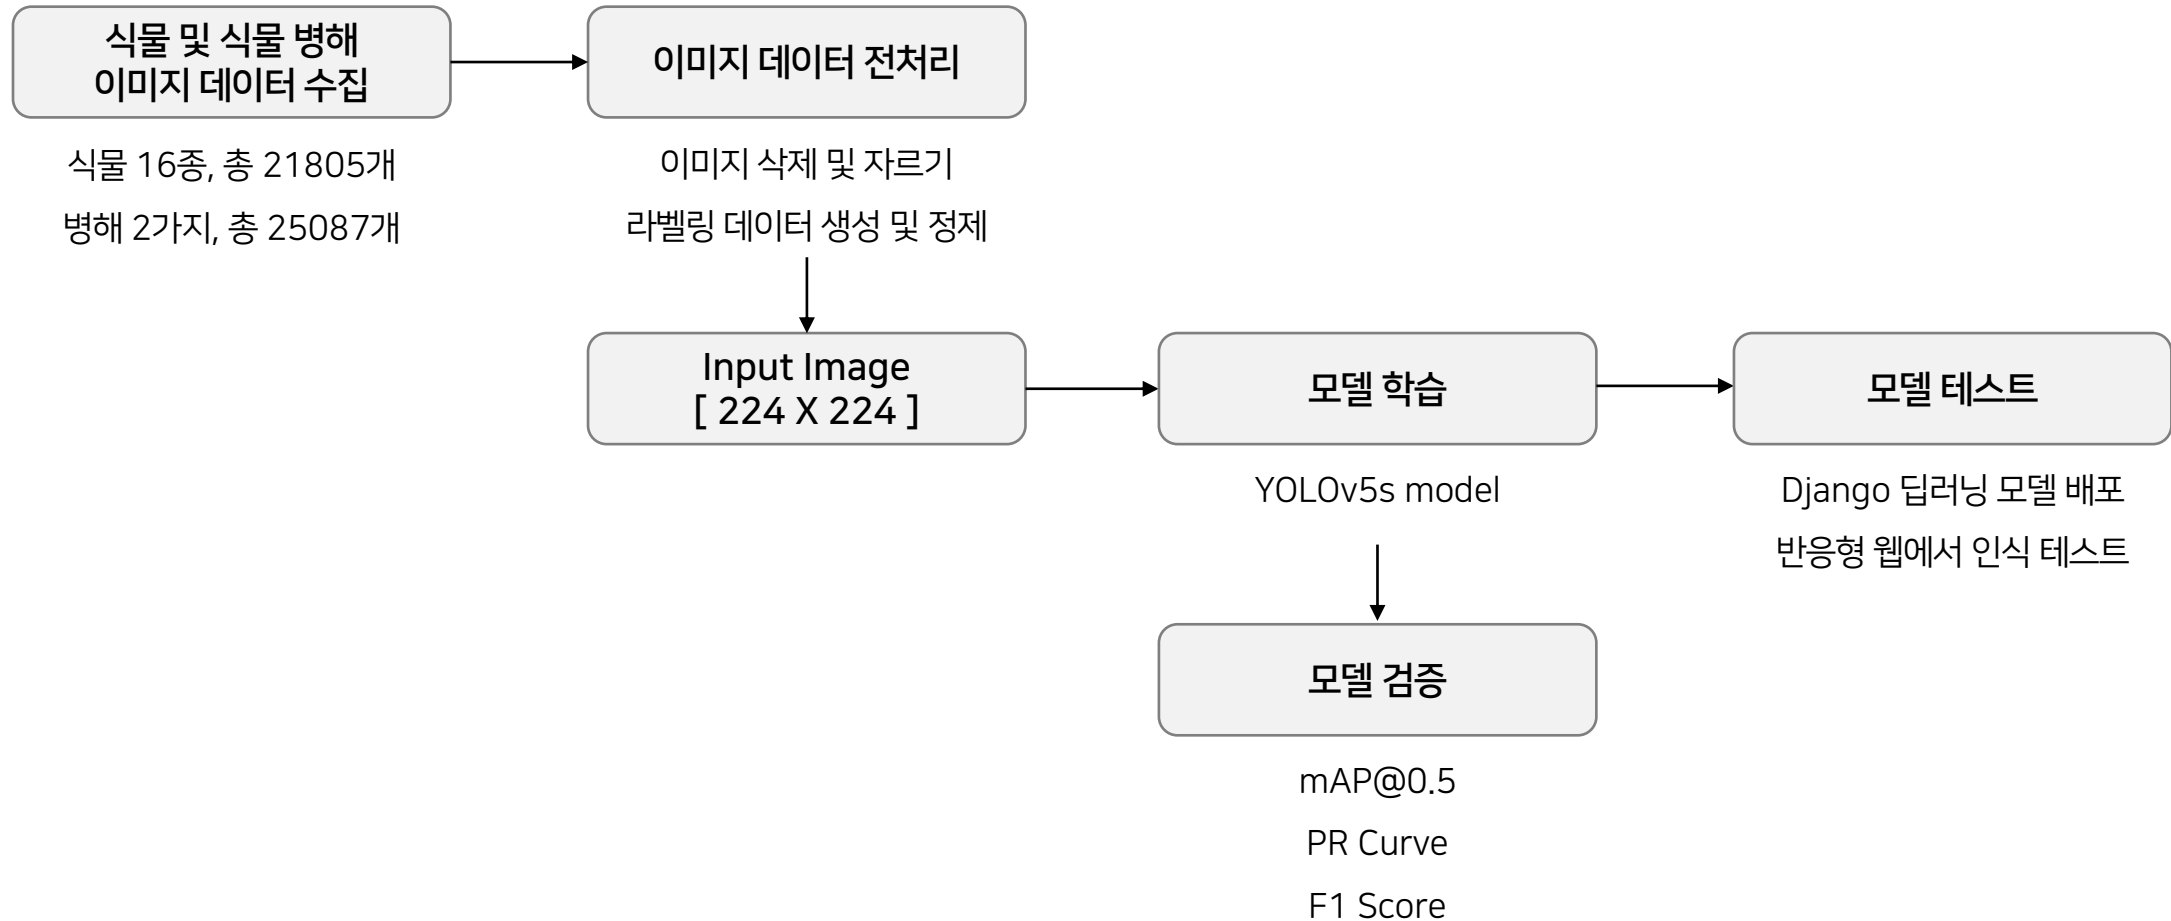 식물 및 식물 병해
이미지 데이터 수집
식물 16종, 총 21805개
병해 2가지, 총 25087개
이미지 데이터 전처리
이미지 삭제 및 자르기
라벨링 데이터 생성 및 정제
Input Image
[ 224 X 224 ]
모델 학습
YOLOv5s model
모델 검증
mAP@0.5
PR Curve
F1 Score
모델 테스트
Django 딥러닝 모델 배포
반응형 웹에서 인식 테스트